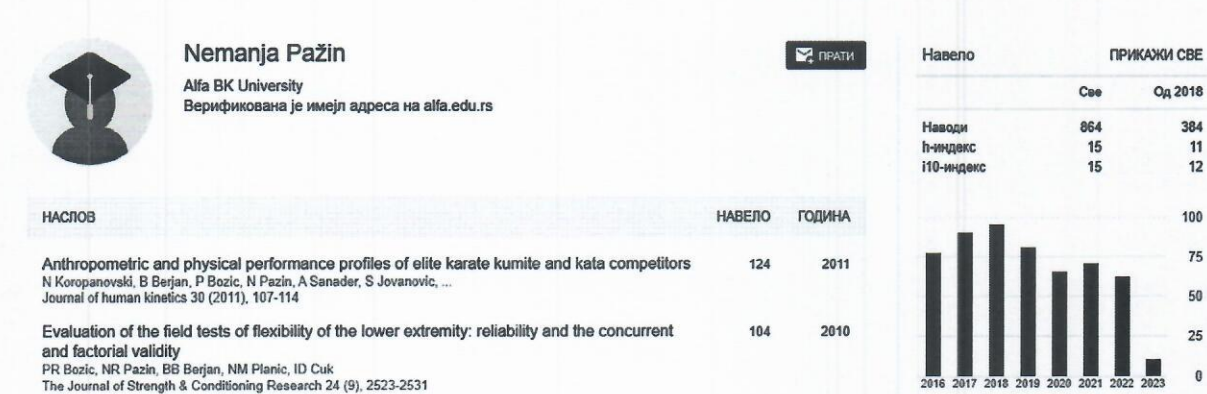 Nemanja Pažin
Alfa BK University
Верификована је имејл адреса на alfa.edu.rs
ПРАТИ
НАСЛОВ НАВЕЛО ГОДИНА
Anthropometric and physical performance profiles of elite karate kumite and kata competitors 124 2011
N Koropanovski, B Berjan, P Bozic, N Pazin, A Sanader, S Jovanovic, ...
Journal of human kinetics 30 (2011), 107-114
Evaluation of the field tests of flexibility of the lower extremity: reliability and the concurrent 104 2010
and factorial validity
PR Bozic, NR Pazin, BB Berjan, NM Planic, ID Cuk
The Journal of Strength & Conditioning Research 24 (9), 2523-2531
Навело ПРИКАЖИ СВЕ
Све Од 2018
Наводи 864 384
h-индекс 15 11
i10-индекс 15 12
100
75
50
25
0
2016 2017 2018 2019 2020 2021 2022 2023